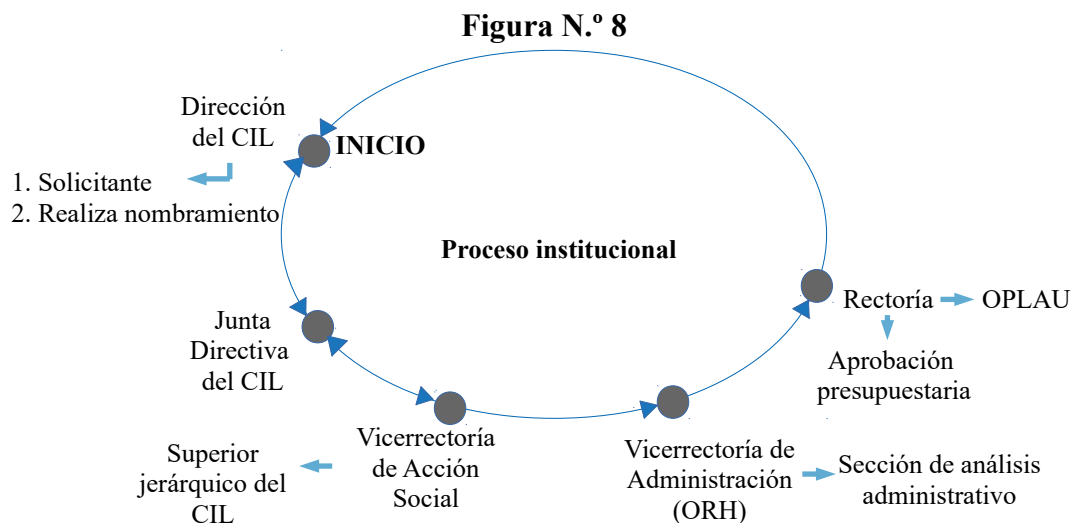 Figura N.º 8
Dirección
del CIL
INICIO
1. Solicitante
2. Realiza nombramiento
Proceso institucional
Junta
Directiva
del CIL
Rectoría
OPLAU
Aprobación
presupuestaria
Vicerrectoría
de Acción
Social
Superior
jerárquico del
CIL
Vicerrectoría de
Administración
(ORH)
Sección de análisis
administrativo